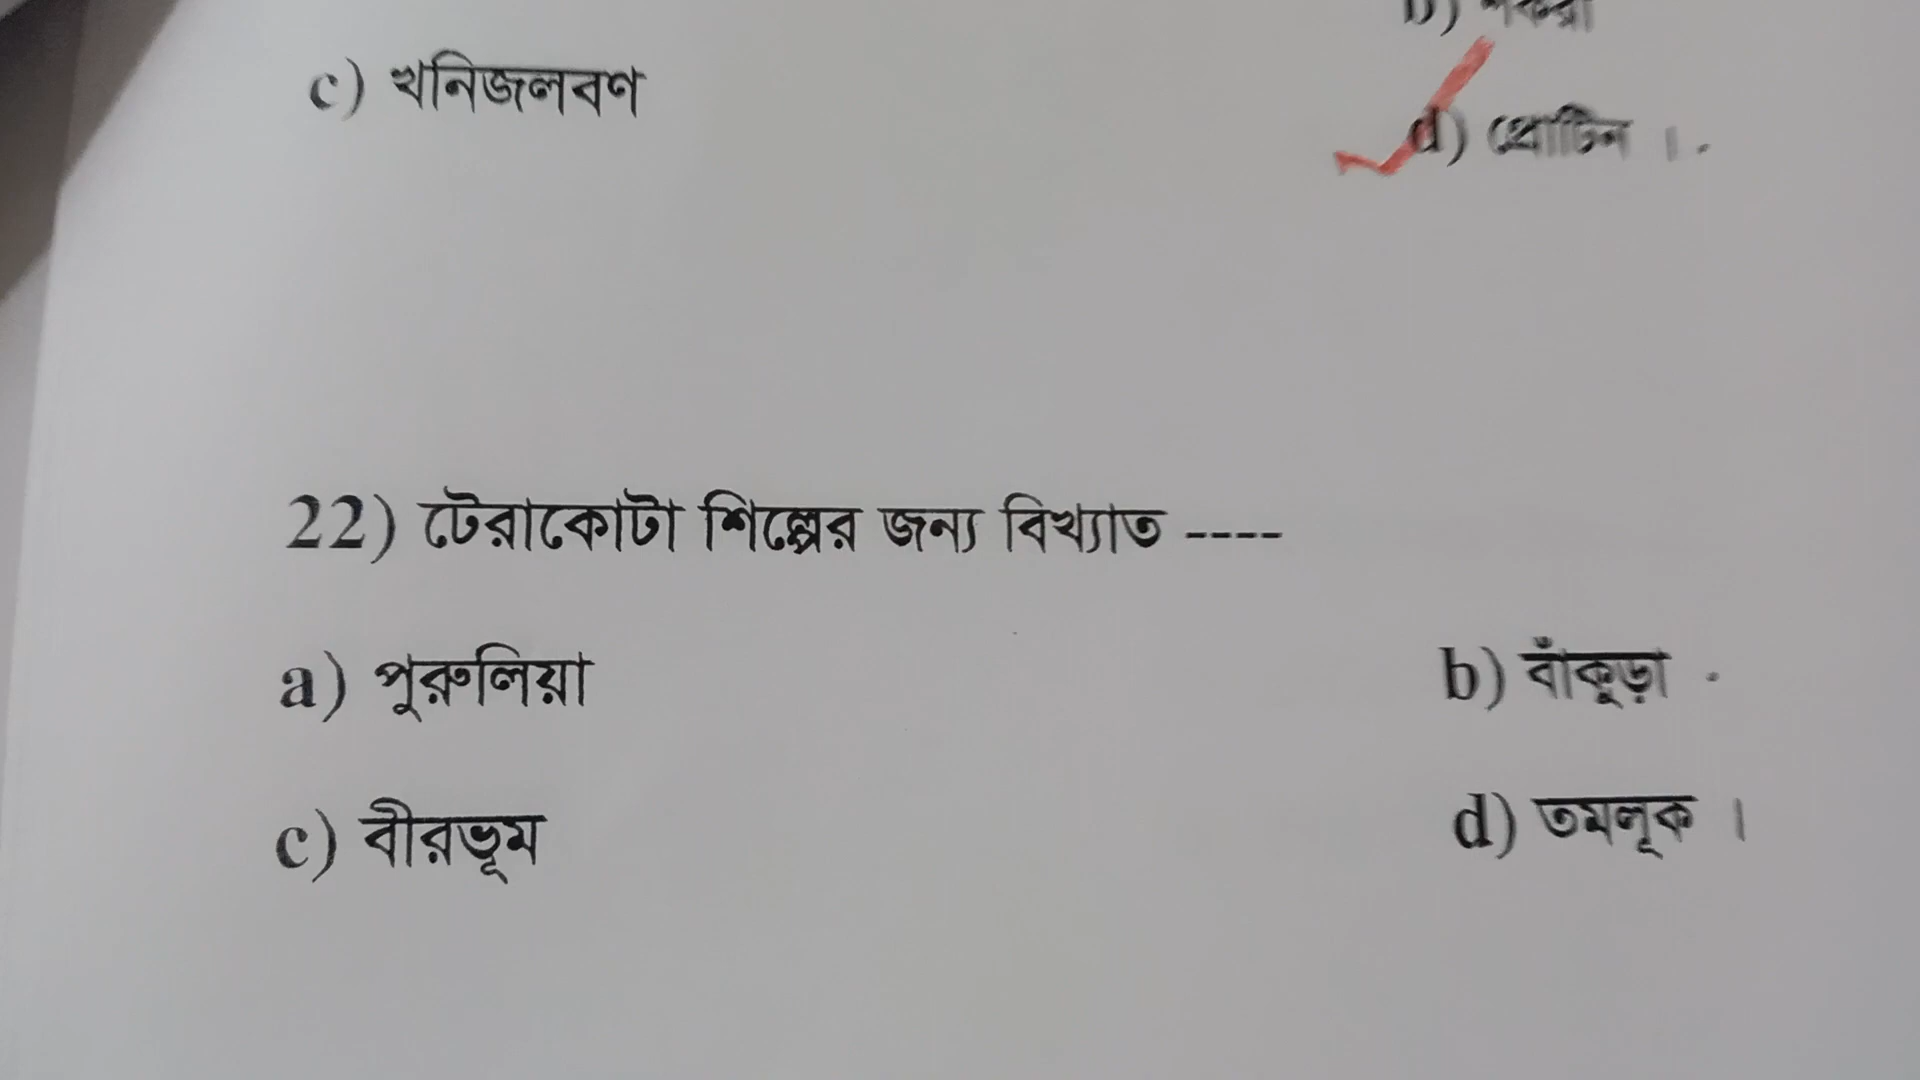 c) খনিজলবণ
d) প্রোটিন ।
22) টেরাকোটা শিল্পের জন্য বিখ্যাত ----
a) পুরুলিয়া b) বাঁকুড়া
c) বীরভূম d) তমলূক ।